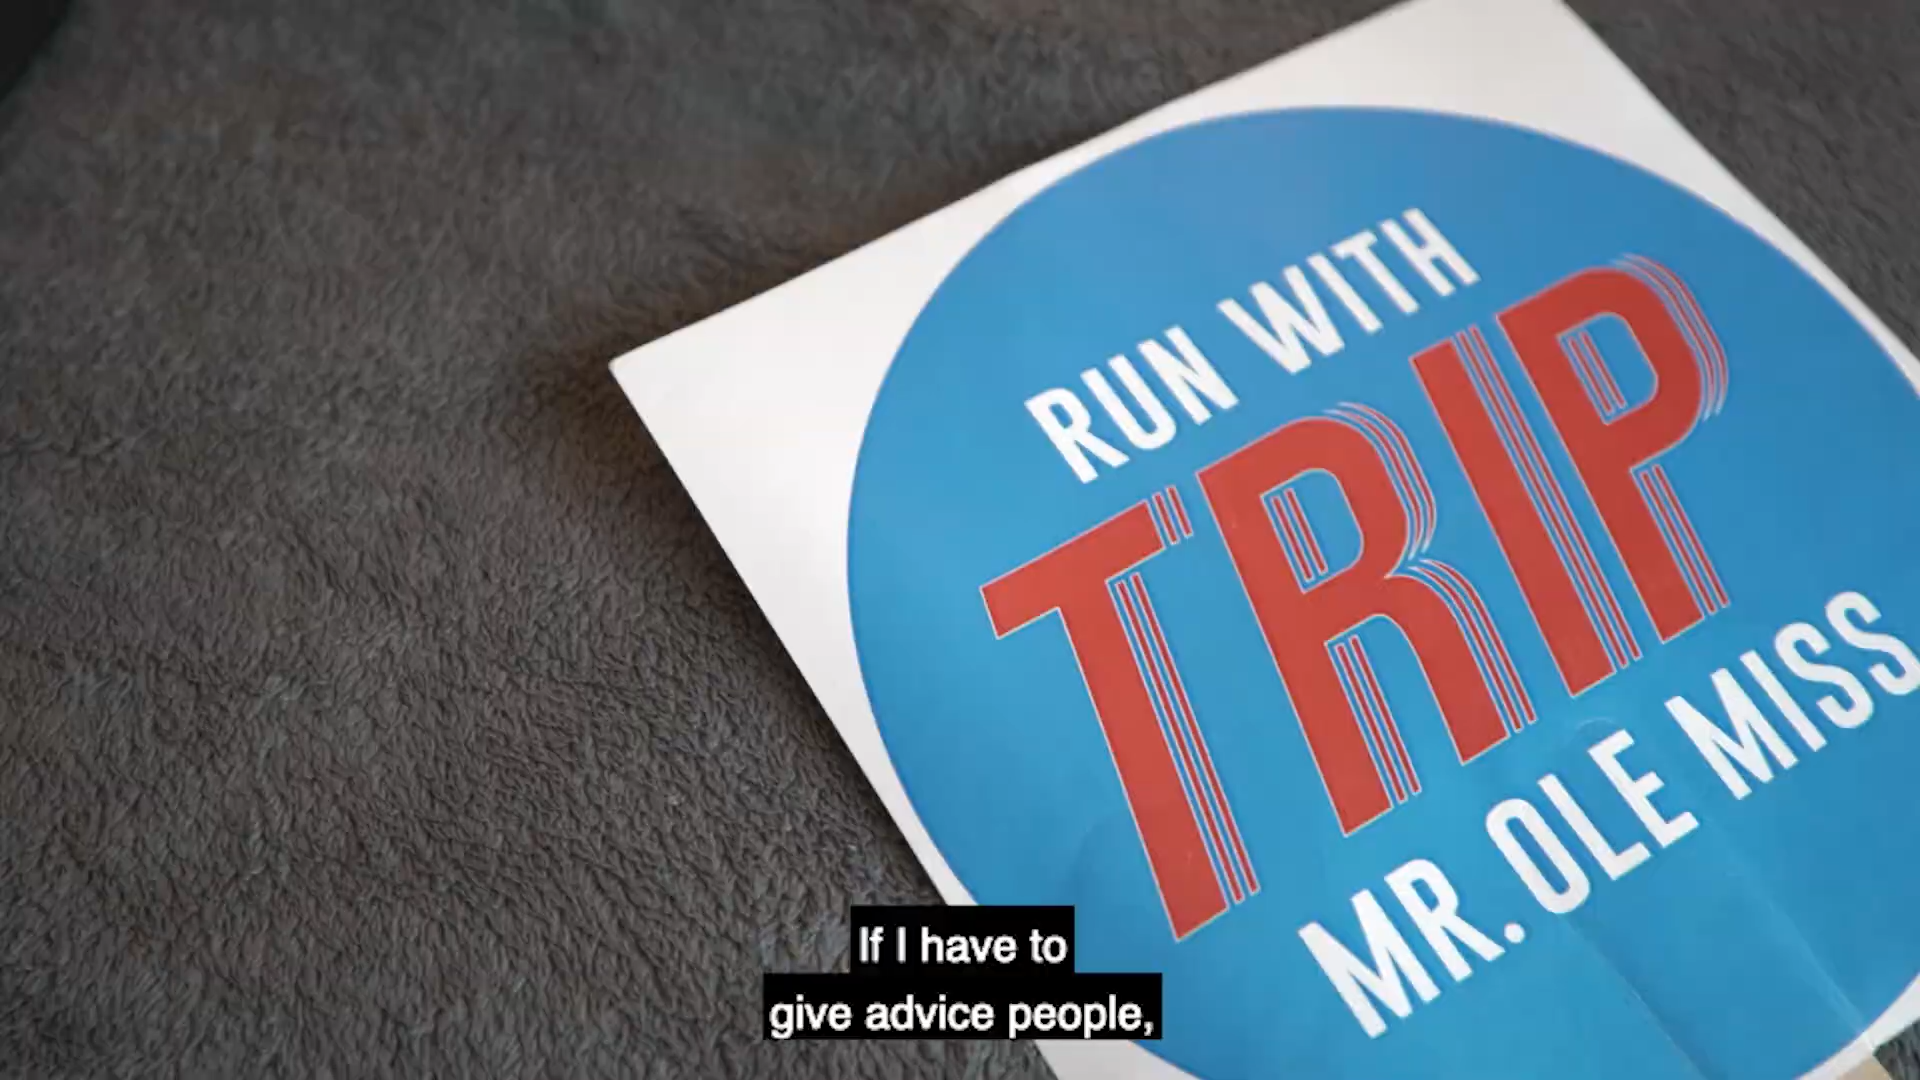 RUN WITH
TRIP
MR. OLE MISS
If I have to
give advice people,